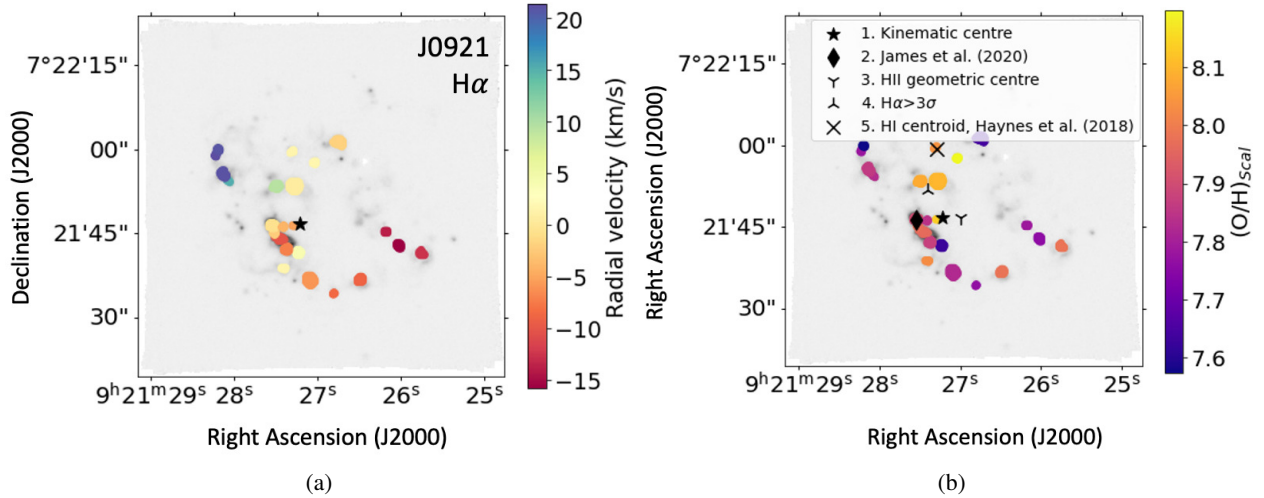 J0921
Hα
Declination (J2000)
7°22'15"
00"
21'45"
30"
9ʰ21ᵐ29ˢ 28ˢ 27ˢ 26ˢ 25ˢ
Right Ascension (J2000)
20
15
10
5
0
−5
−10
−15
Radial velocity (km/s)
(a)
1. Kinematic centre
2. James et al. (2020)
3. HII geometric centre
4. Hα>3σ
5. HI centroid, Haynes et al. (2018)
Right Ascension (J2000)
7°22'15"
00"
21'45"
30"
9ʰ21ᵐ29ˢ 28ˢ 27ˢ 26ˢ 25ˢ
Right Ascension (J2000)
8.1
8.0
7.9
7.8
7.7
7.6
(O/H)Scal
(b)